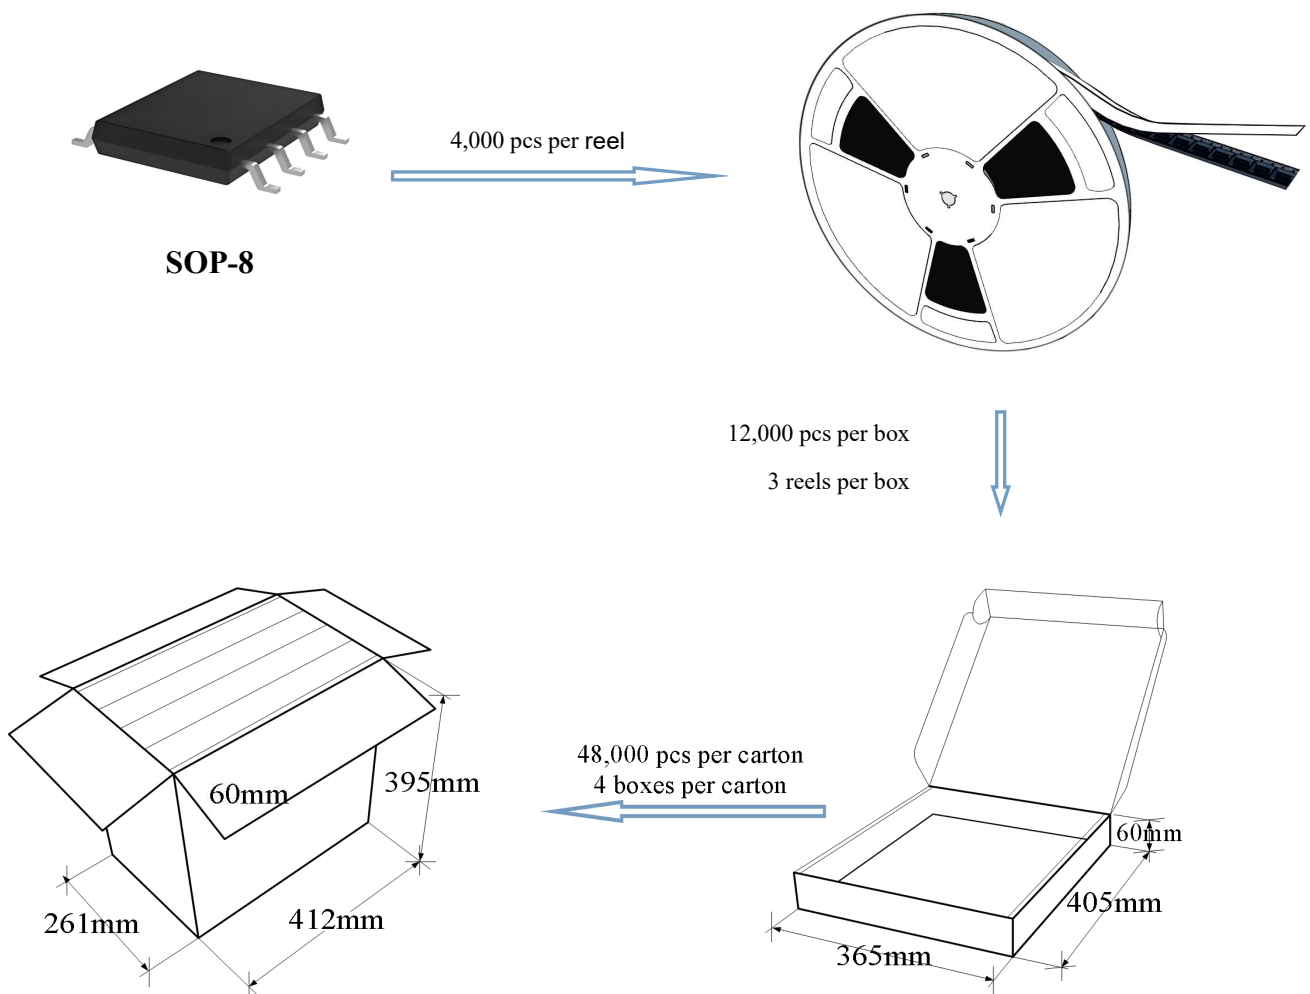 4,000 pcs per reel
SOP-8
12,000 pcs per box
3 reels per box
48,000 pcs per carton
4 boxes per carton
395mm
60mm
261mm
412mm
60mm
405mm
365mm